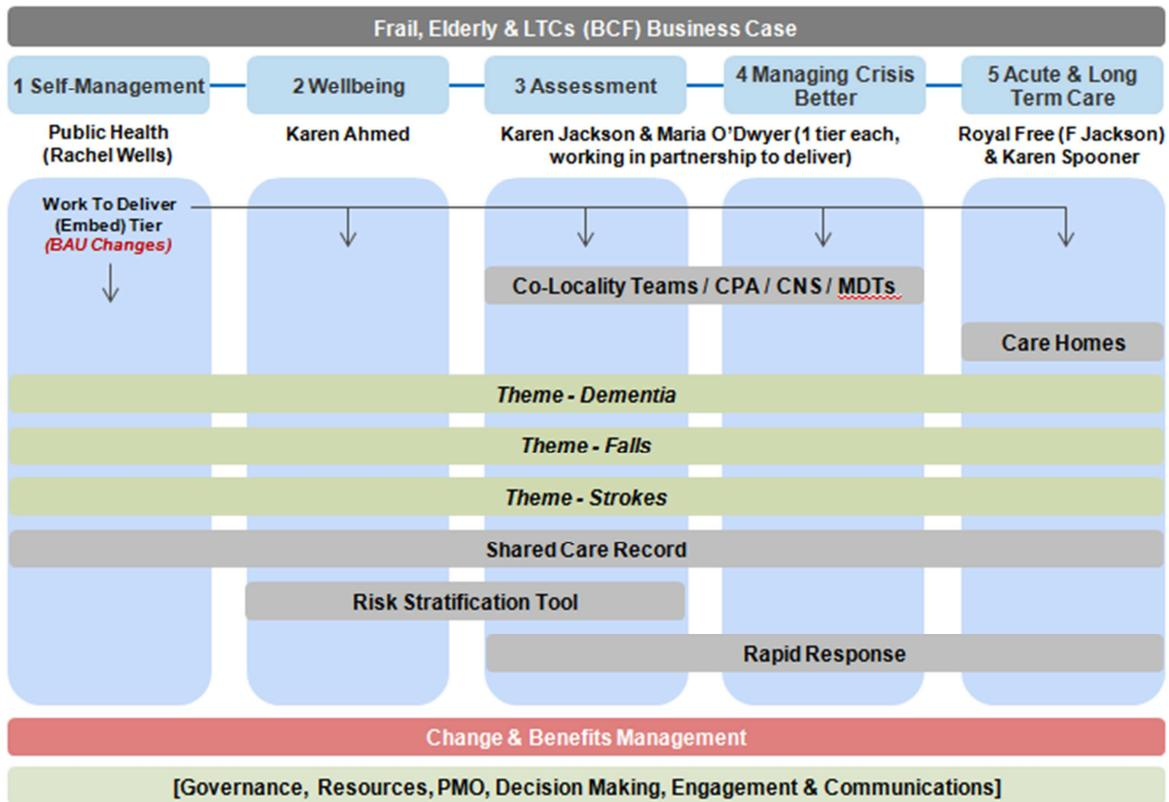 Frail, Elderly & LTCs (BCF) Business Case
1 Self-Management
2 Wellbeing
3 Assessment
4 Managing Crisis
Better
5 Acute & Long
Term Care
Public Health
(Rachel Wells)
Karen Ahmed
Karen Jackson & Maria O’Dwyer (1 tier each,
working in partnership to deliver)
Royal Free (F Jackson)
& Karen Spooner
Work To Deliver
(Embed) Tier
(BAU Changes)
Co-Locality Teams / CPA / CNS / MDTs
Care Homes
Theme - Dementia
Theme - Falls
Theme - Strokes
Shared Care Record
Risk Stratification Tool
Rapid Response
Change & Benefits Management
[Governance, Resources, PMO, Decision Making, Engagement & Communications]